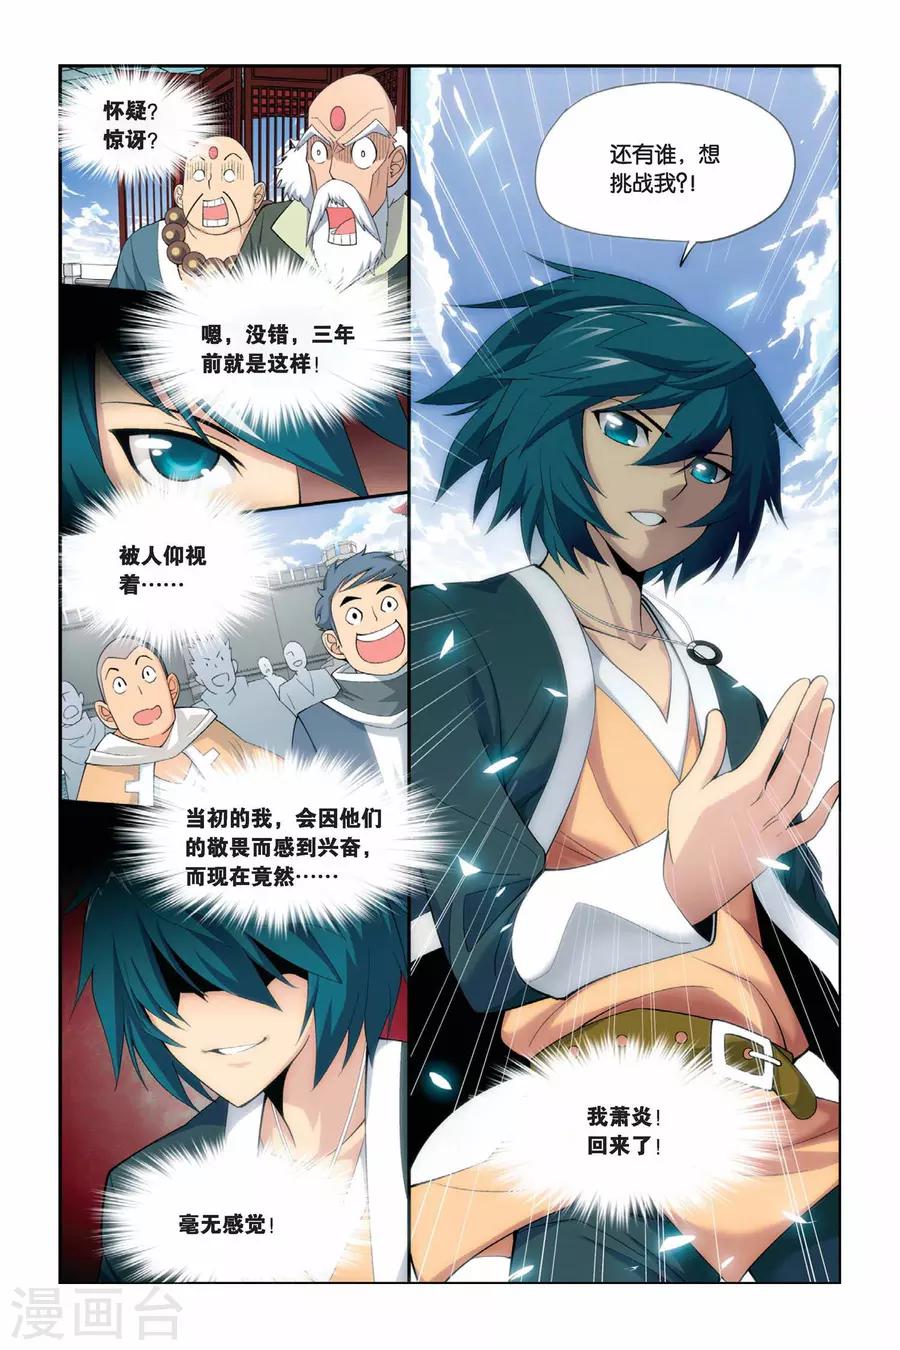 怀疑？
惊讶？
嗯，没错，三年
前就是这样！
被人仰视
着……
当初的我，会因他们
的敬畏而感到兴奋，
而现在竟然……
毫无感觉！
还有谁，想
挑战我？！
我萧炎！
回来了！
漫画台